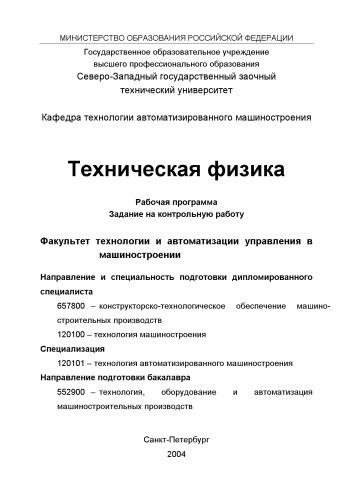 МИНИСТЕРСТВО ОБРАЗОВАНИЯ РОССИЙСКОЙ ФЕДЕРАЦИИ
Государственное образовательное учреждение
высшего профессионального образования
Северо-Западный государственный заочный
технический университет
Кафедра технологии автоматизированного машиностроения
Техническая физика
Рабочая программа
Задание на контрольную работу
Факультет технологии и автоматизации управления в
машиностроении
Направление и специальность подготовки дипломированного
специалиста
657800 – конструкторско-технологическое обеспечение машино-
строительных производств
120100 – технология машиностроения
Специализация
120101 – технология автоматизированного машиностроения
Направление подготовки бакалавра
552900 – технология, оборудование и автоматизация
машиностроительных производств
Санкт-Петербург
2004